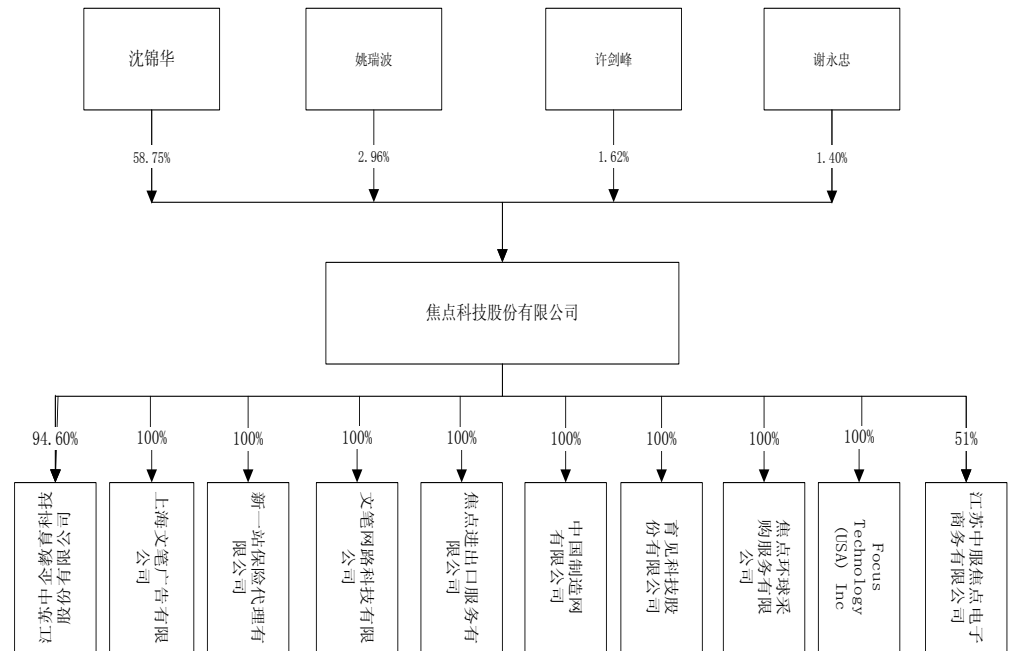 沈锦华
姚瑞波
许剑峰
谢永忠
58.75%
2.96%
1.62%
1.40%
焦点科技股份有限公司
94.60%
100%
100%
100%
100%
100%
100%
100%
100%
51%
江苏中企教育科技
股份有限公司
上海文笔广告有限
公司
新一站保险代理有
限公司
文笔网路科技有限
公司
焦点进出口服务有
限公司
中国制造网
有限公司
育见科技股
份有限公司
焦点环球采
购服务有限
公司
Focus
Technology
(USA) Inc
江苏中服焦点电子
商务有限公司